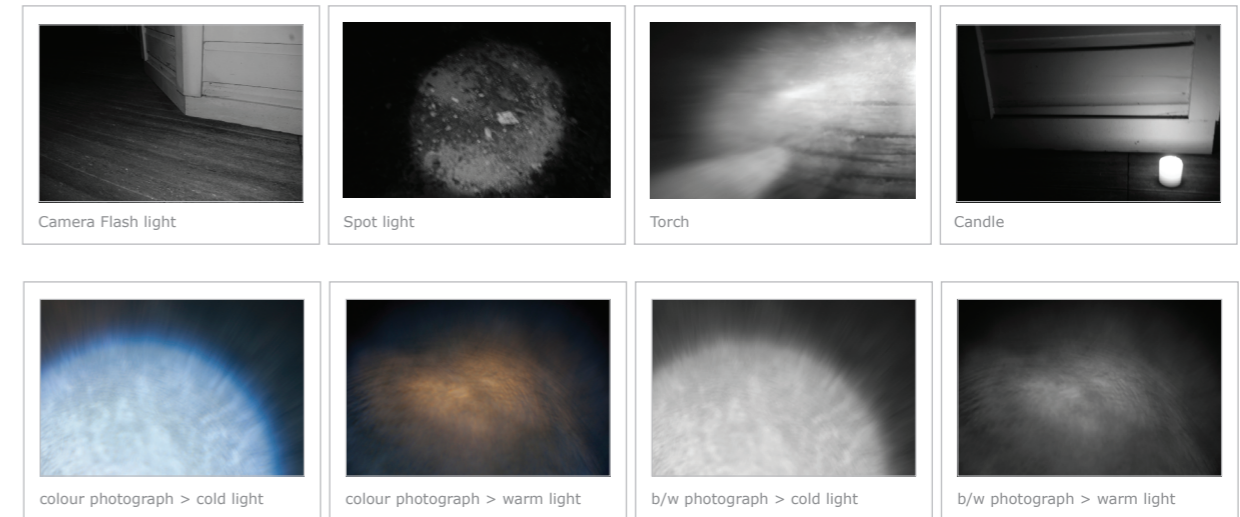 Camera Flash light
Spot light
Torch
Candle
colour photograph > cold light
colour photograph > warm light
b/w photograph > cold light
b/w photograph > warm light